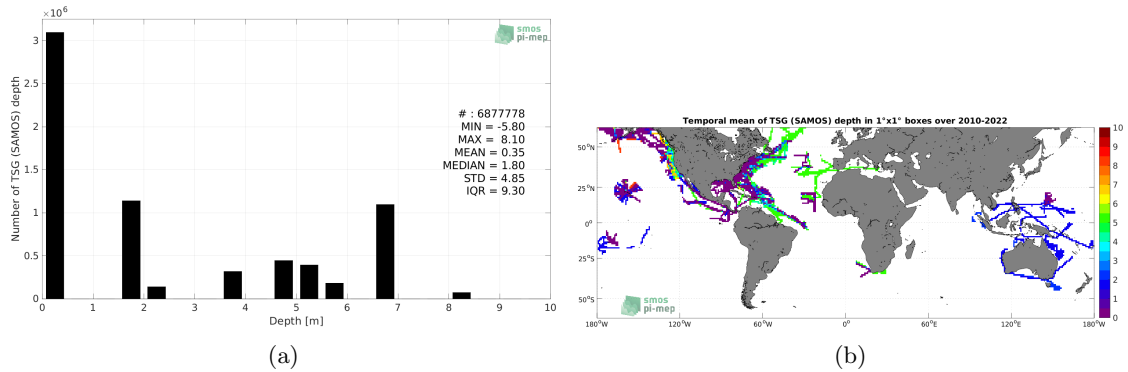 ×10⁶
3
2.5
2
1.5
1
0.5
0
0 1 2 3 4 5 6 7 8 9 10
Number of TSG (SAMOS) depth
Depth [m]
smos
pi-mep
# : 6877778
MIN = -5.80
MAX = 8.10
MEAN = 0.35
MEDIAN = 1.80
STD = 4.85
IQR = 9.30
(a)
Temporal mean of TSG (SAMOS) depth in 1°x1° boxes over 2010-2022
50°N
25°N
0°
25°S
50°S
180°W 120°W 60°W 0° 60°E 120°E 180°W
10
9
8
7
6
5
4
3
2
1
0
smos
pi-mep
(b)